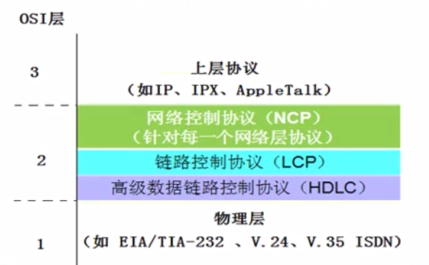 OSI层
3
上层协议
（如IP、IPX、AppleTalk）
网络控制协议（NCP）
（针对每一个网络层协议）
2
链路控制协议（LCP）
高级数据链路控制协议（HDLC）
物理层
1
（如 EIA/TIA-232 、V.24、V.35 ISDN）